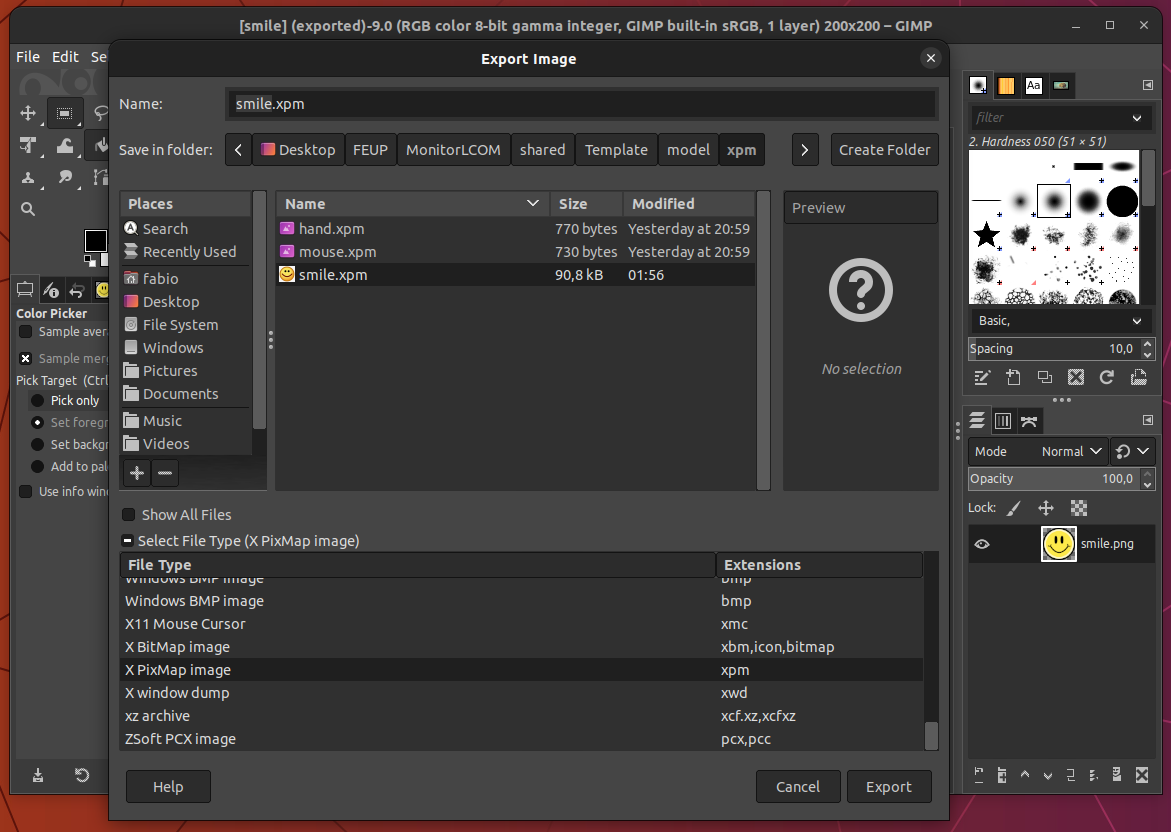 [smile] (exported)-9.0 (RGB color 8-bit gamma integer, GIMP built-in sRGB, 1 layer) 200x200 – GIMP
File Edit Se
Export Image
Name: smile.xpm
Save in folder: Desktop FEUP MonitorLCOM shared Template model xpm Create Folder
Places
Search
Recently Used
fabio
Desktop
File System
Windows
Pictures
Documents
Music
Videos
Name Size Modified
hand.xpm 770 bytes Yesterday at 20:59
mouse.xpm 730 bytes Yesterday at 20:59
smile.xpm 90,8 kB 01:56
Preview
No selection
Show All Files
Select File Type (X PixMap image)
File Type Extensions
Windows BMP image bmp
Windows BMP image bmp
X11 Mouse Cursor xmc
X BitMap image xbm,icon,bitmap
X PixMap image xpm
X window dump xwd
xz archive xcf.xz,xcfxz
ZSoft PCX image pcx,pcc
Help Cancel Export
Color Picker
Sample aver
Sample mer
Pick Target (Ctrl
Pick only
Set foregr
Set backgr
Add to pal
Use info win
Aa
filter
2. Hardness 050 (51 × 51)
Basic,
Spacing 10,0
Mode Normal
Opacity 100,0
Lock:
smile.png